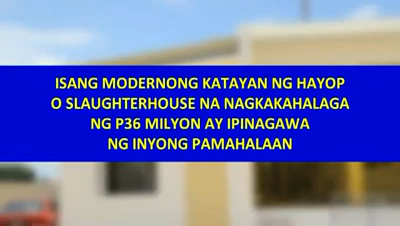 ISANG MODERNONG KATAYAN NG HAYOP
O SLAUGHTERHOUSE NA NAGKAKAHALAGA
NG P36 MILYON AY IPINAGAWA
NG INYONG PAMAHALAAN